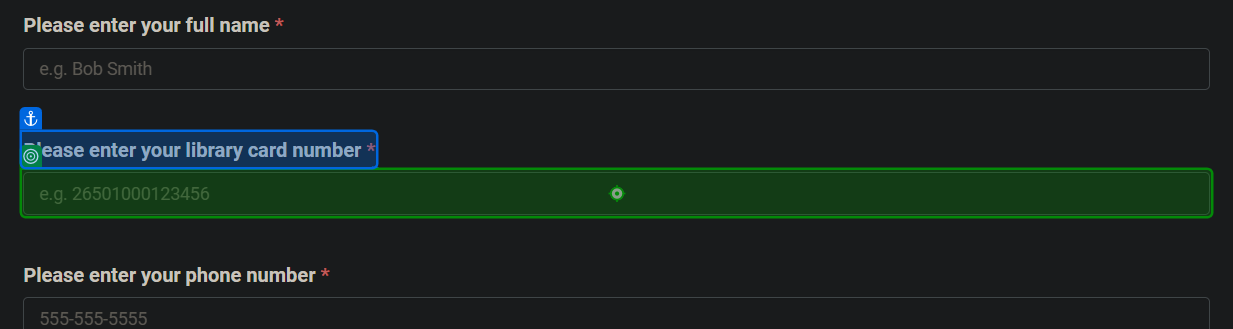 Please enter your full name *
e.g. Bob Smith
Please enter your library card number *
e.g. 26501000123456
Please enter your phone number *
555-555-5555